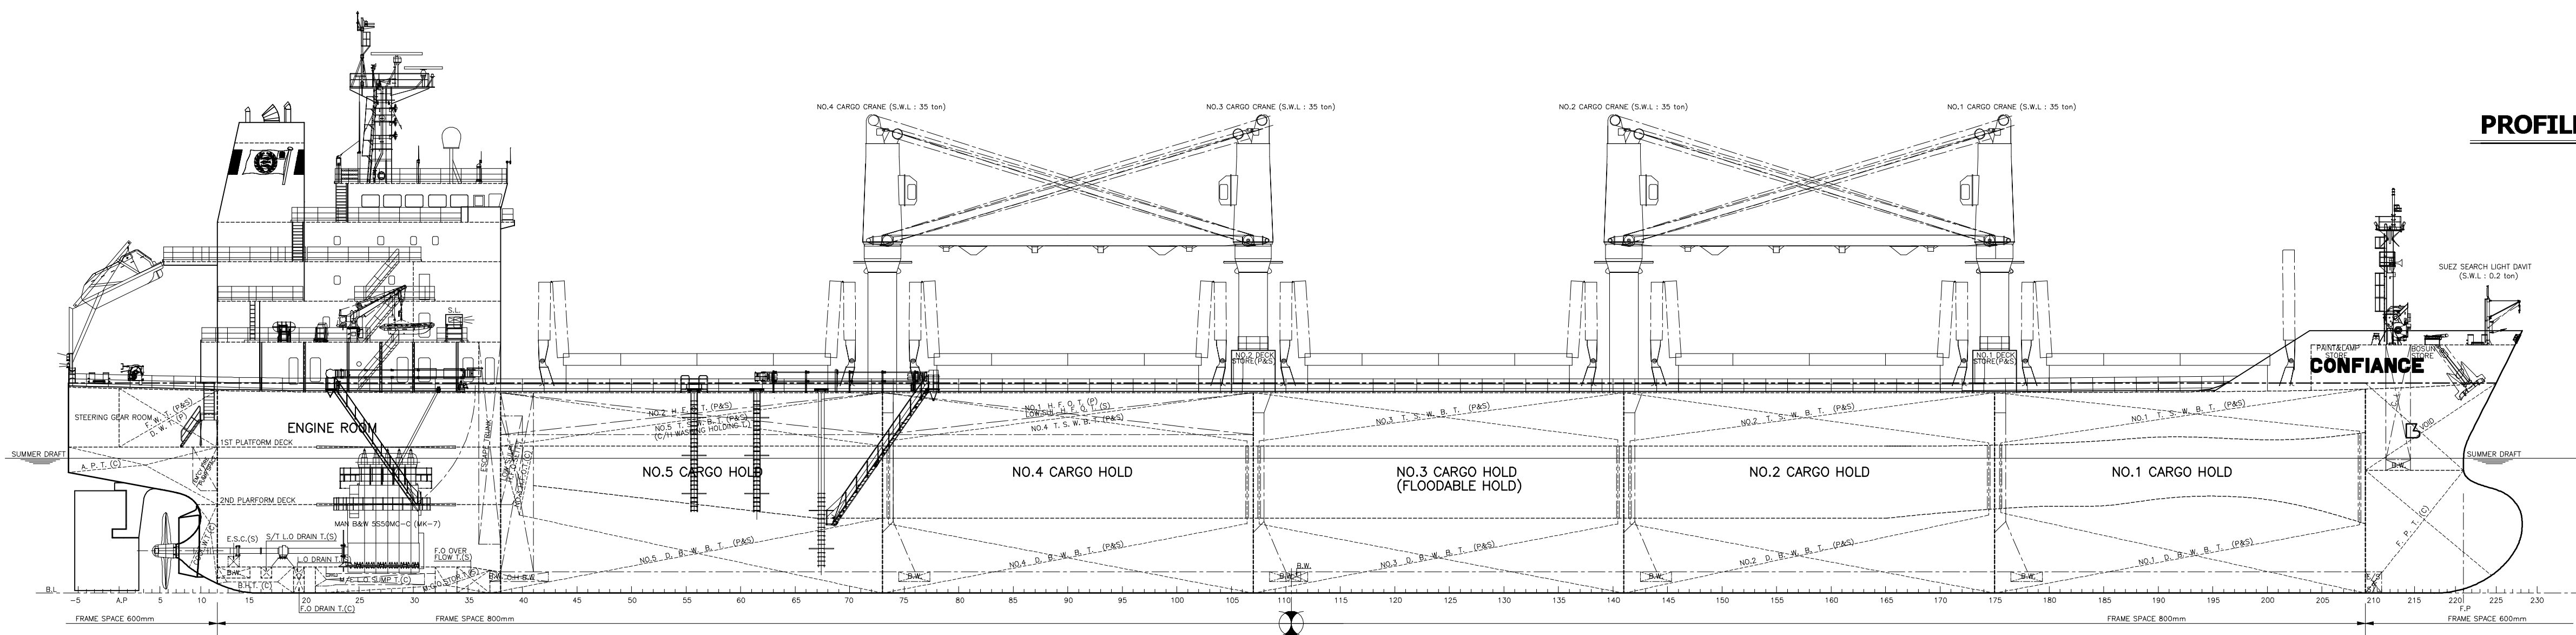 NO.4 CARGO CRANE (S.W.L : 35 ton)
NO.3 CARGO CRANE (S.W.L : 35 ton)
NO.2 CARGO CRANE (S.W.L : 35 ton)
NO.1 CARGO CRANE (S.W.L : 35 ton)
PROFILE
SUEZ SEARCH LIGHT DAVIT
(S.W.L : 0.2 ton)
S.L.
NO.2 DECK
STORE(P&S)
NO.1 DECK
STORE(P&S)
PAINT&LAMP
STORE
BOSUN
STORE
CONFIANCE
STEERING GEAR ROOM
F. W. T. (P&S)
D. W. T.(P)
ENGINE ROOM
1ST PLATFORM DECK
A. P. T. (C)
ESCAPE TRUNK
NO.2 H. F. O. T. (P&S)
NO.5 T. S. W. B. T. (P&S)
(C/H WASHING HOLDING T.)
NO.1 H. F. O. T. (P)
LOW SUL. H. F. O. T. (S)
NO.4 T. S. W. B. T. (P&S)
NO.3 T. S. W. B. T. (P&S)
NO.2 T. S. W. B. T. (P&S)
NO.1 T. S. W. B. T. (P&S)
VOID
SUMMER DRAFT
SUMMER DRAFT
B.W.
NO.5 CARGO HOLD
NO.4 CARGO HOLD
NO.3 CARGO HOLD
(FLOODABLE HOLD)
NO.2 CARGO HOLD
NO.1 CARGO HOLD
2ND PLARFORM DECK
MAN B&W 5S50MC-C (MK-7)
E.S.C.(S)
S/T L.O DRAIN T.(S)
L.O DRAIN T.(S)
F.O OVER
FLOW T.(S)
B.W.
B.H.T. (C)
M/E L.O SUMP T.(C)
B.W.
C.H B.W.
NO.5 D. B. W. B. T. (P&S)
B.W.
NO.4 D. B. W. B. T. (P&S)
B.W.
B.W.
NO.3 D. B. W. B. T. (P&S)
B.W.
NO.2 D. B. W. B. T. (P&S)
B.W.
NO.1 D. B. W. B. T. (P&S)
F. P. T. (C)
B.L
-5 A.P 5 10 15 20 25 30 35 40 45 50 55 60 65 70 75 80 85 90 95 100 105 110 115 120 125 130 135 140 145 150 155 160 165 170 175 180 185 190 195 200 205 210 215 220 225 230
F.O DRAIN T.(C)
F.P
FRAME SPACE 600mm
FRAME SPACE 800mm
FRAME SPACE 800mm
FRAME SPACE 600mm